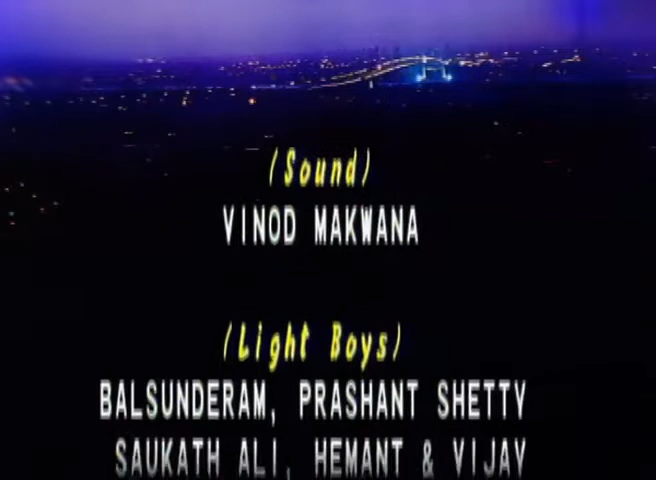 (Sound)
VINOD MAKWANA
(Light Boys)
BALSUNDERAM, PRASHANT SHETTY
SAUKATH ALI, HEMANT & VIJAY